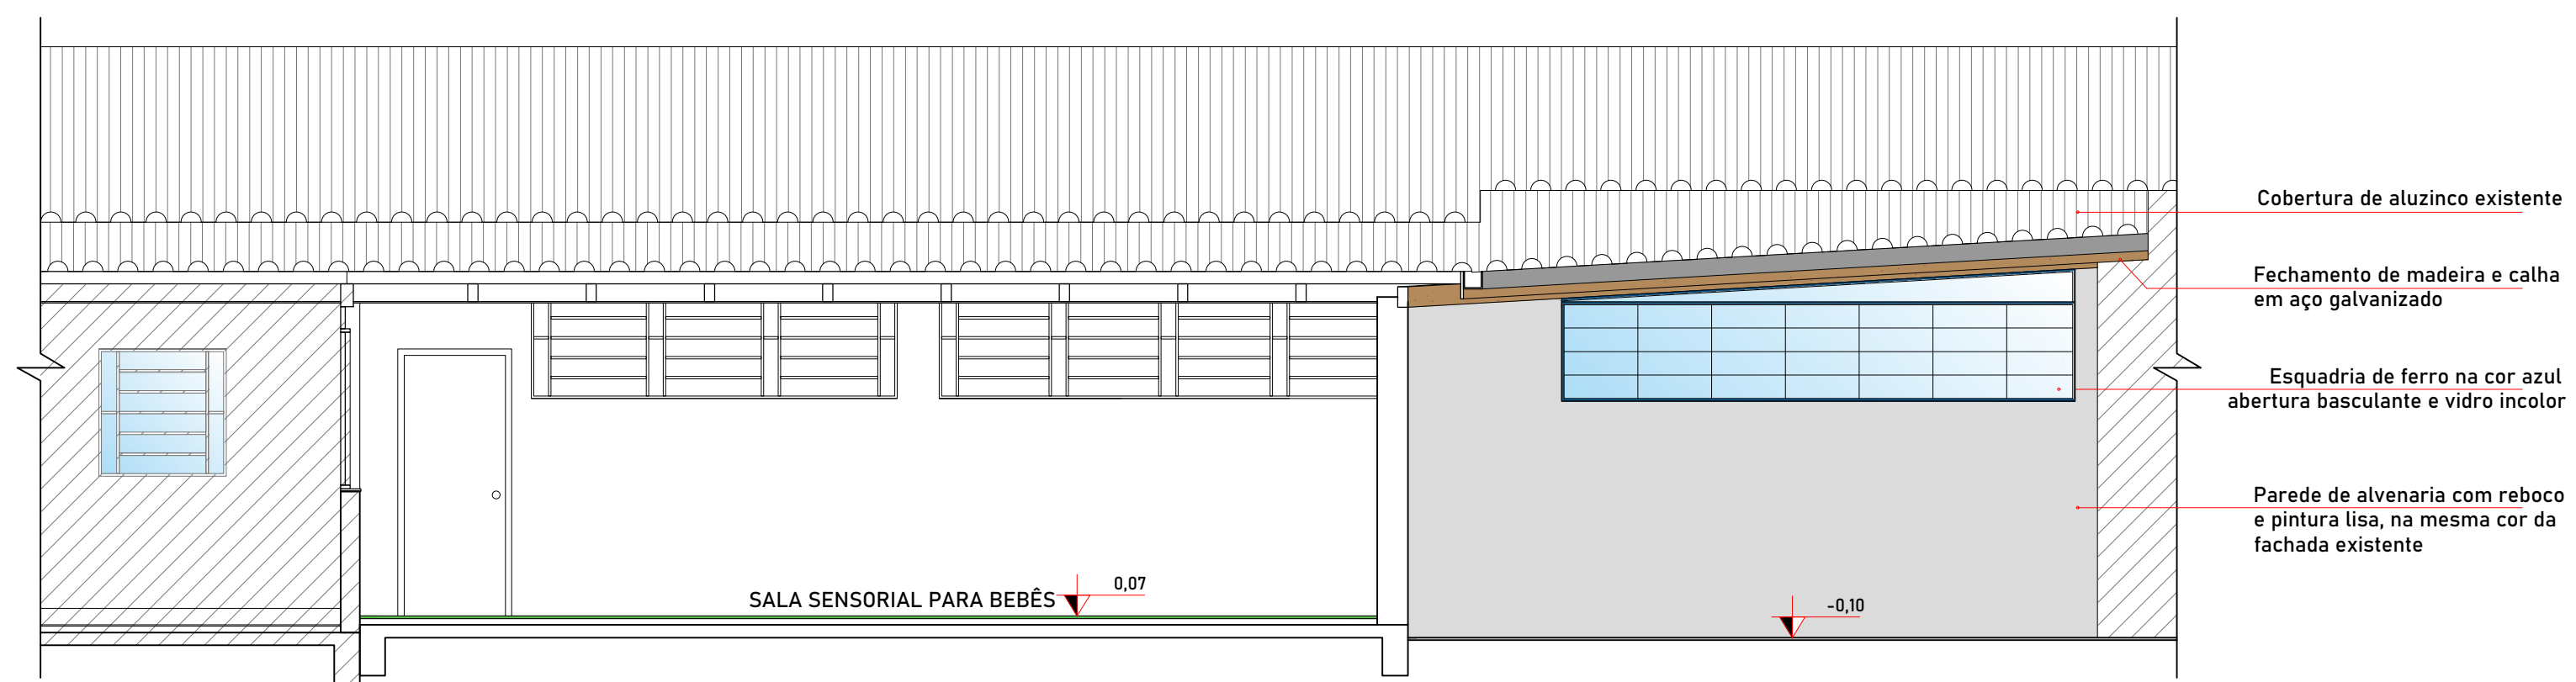 Cobertura de aluzinco existente
Fechamento de madeira e calha
em aço galvanizado
Esquadria de ferro na cor azul
abertura basculante e vidro incolor
Parede de alvenaria com reboco
e pintura lisa, na mesma cor da
fachada existente
SALA SENSORIAL PARA BEBÊS
0,07
-0,10